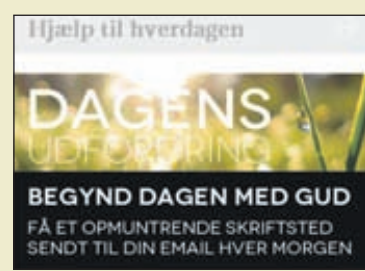 Hjælp til hverdagen
DAGENS
UDFORDRING
BEGYND DAGEN MED GUD
FÅ ET OPMUNTRENDE SKRIFTSTED
SENDT TIL DIN EMAIL HVER MORGEN